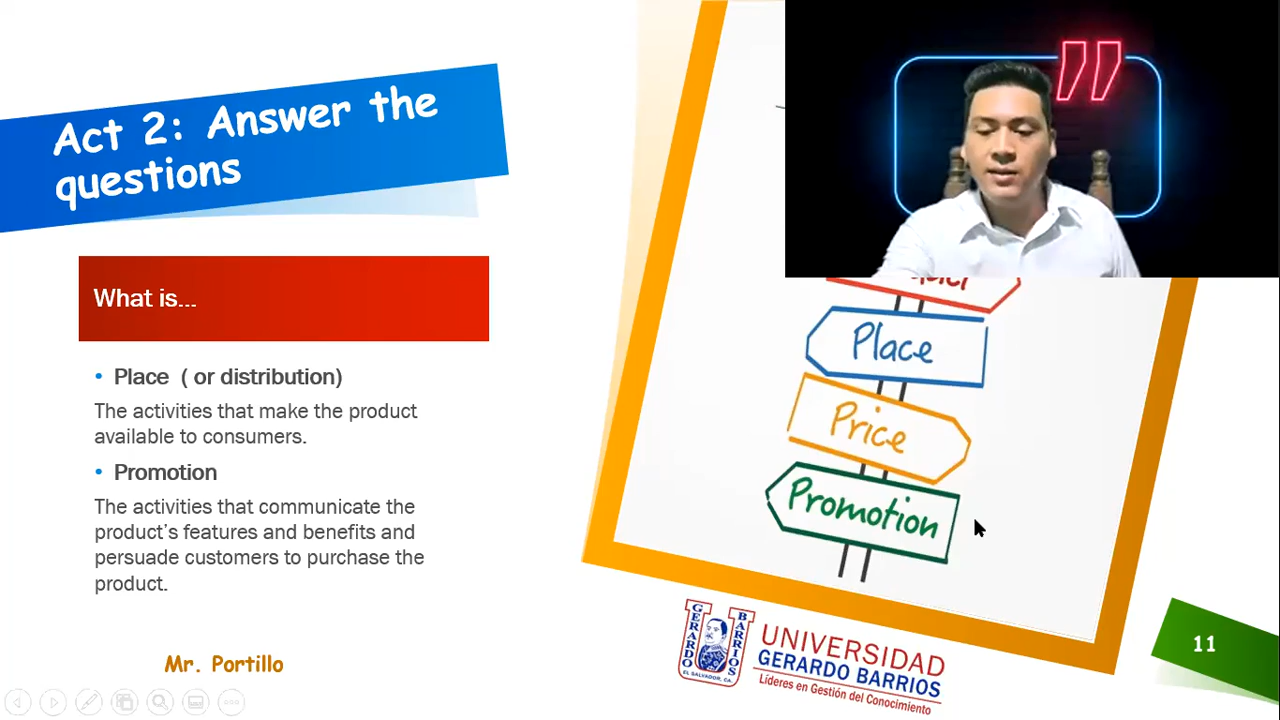 Act 2: Answer the
questions
What is...
• Place ( or distribution)
The activities that make the product
available to consumers.
• Promotion
The activities that communicate the
product's features and benefits and
persuade customers to purchase the
product.
Mr. Portillo
Place
Price
Promotion
GERARDO
BARRIOS
EL SALVADOR, C.A.
UNIVERSIDAD
GERARDO BARRIOS
Líderes en Gestión del Conocimiento
11